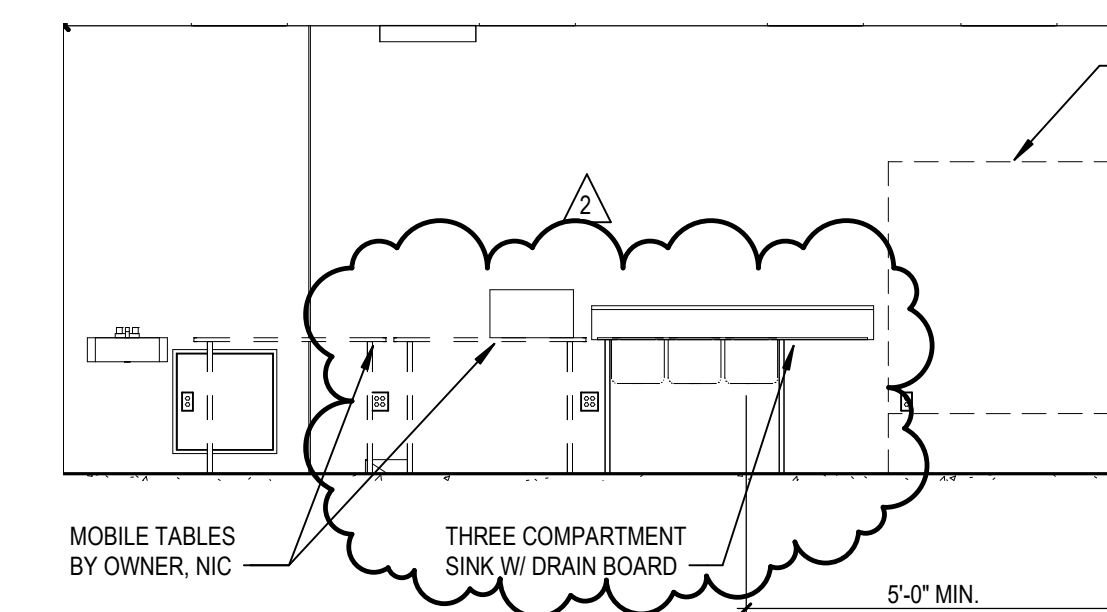 2
MOBILE TABLES
BY OWNER, NIC
THREE COMPARTMENT
SINK W/ DRAIN BOARD
5'-0" MIN.